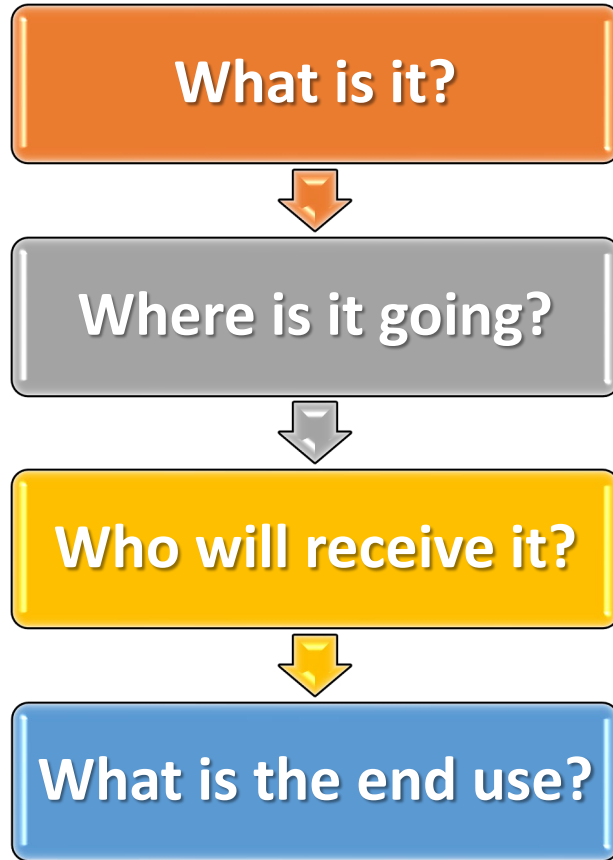 What is it?
Where is it going?
Who will receive it?
What is the end use?